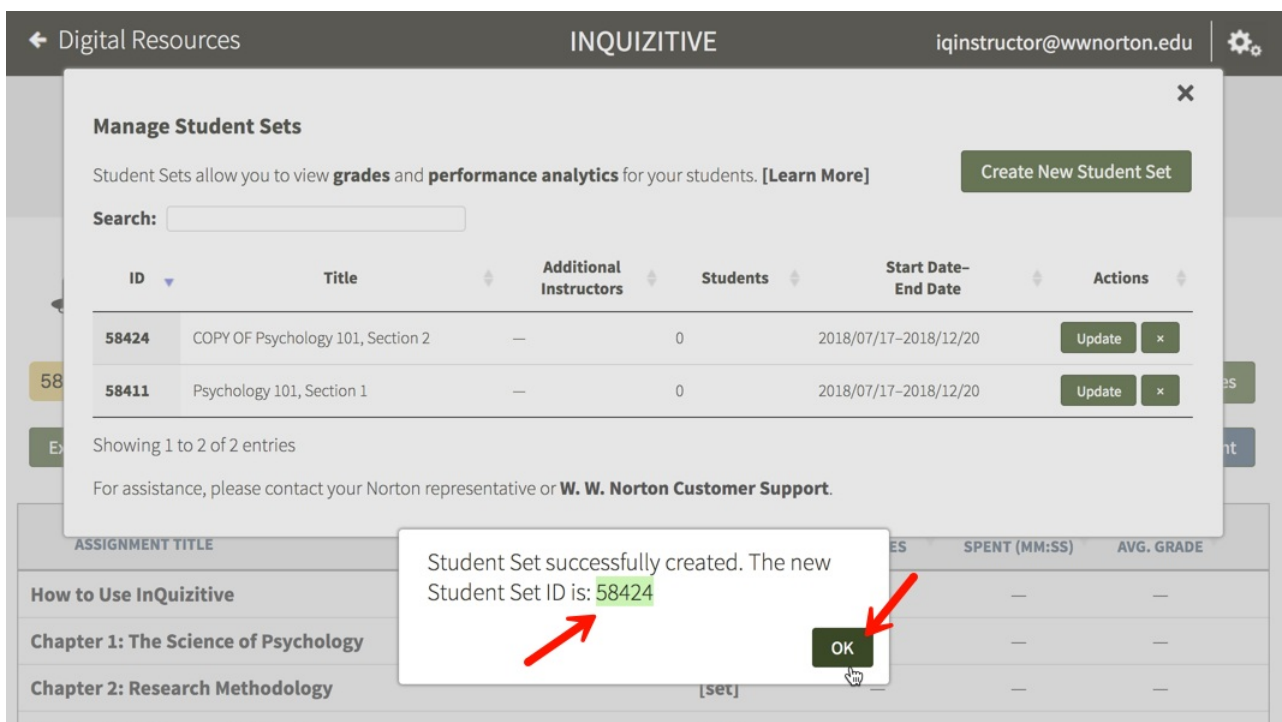 Digital Resources INQUIZITIVE iqinstructor@wwnorton.edu
×
Manage Student Sets
Student Sets allow you to view grades and performance analytics for your students. [Learn More] Create New Student Set
Search:
ID Title Additional Instructors Students Start Date– End Date Actions
58424 COPY OF Psychology 101, Section 2 — 0 2018/07/17–2018/12/20 Update ×
58411 Psychology 101, Section 1 — 0 2018/07/17–2018/12/20 Update ×
58 es
Showing 1 to 2 of 2 entries
Ex nt
For assistance, please contact your Norton representative or W. W. Norton Customer Support.
ASSIGNMENT TITLE ES SPENT (MM:SS) AVG. GRADE
Student Set successfully created. The new
Student Set ID is: 58424
OK
How to Use InQuizitive — —
Chapter 1: The Science of Psychology — —
Chapter 2: Research Methodology [set] — — —